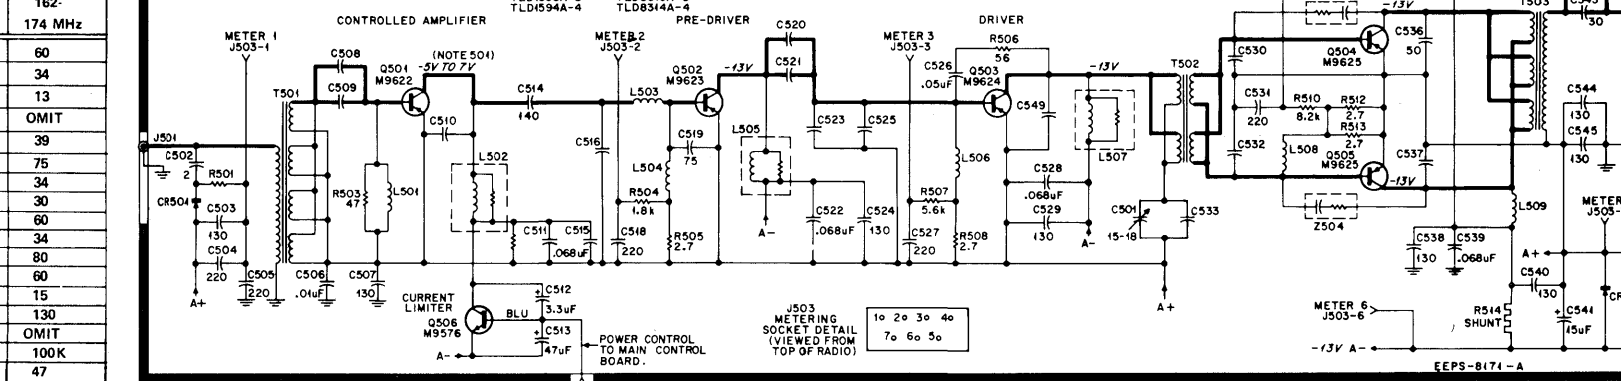 162-
174 MHz
60
34
13
OMIT
39
75
34
30
60
34
80
60
15
130
OMIT
100K
47
TLD1594A-4
TLD8314A-4
CONTROLLED AMPLIFIER
PRE-DRIVER
DRIVER
METER 1
J503-1
METER 2
J503-2
METER 3
J503-3
(NOTE 501)
-5V TO 7V
Q501
M9622
C508
C509
T501
C510
C514
140
L503
Q502
M9623
-13V
C520
C521
C526
.05uF
R506
56
Q503
M9624
C549
-13V
T502
C530
Q504
M9625
-13V
C536
50
T503
30
J501
C502
2
R501
CR501
C503
130
C504
220
A+
C505
220
C506
.01uF
R503
47
L501
C507
130
L502
C511
C515
.068uF
C516
L504
C519
75
R504
1.8k
C518
220
R505
2.7
L505
C523
C525
A-
C522
.068uF
C524
130
L506
R507
5.6k
C527
220
R508
2.7
C528
.068uF
C529
130
L507
A-
C501
15-18
C533
A+
C531
220
R510
8.2k
R512
2.7
R513
2.7
C532
L508
Q505
M9625
-13V
C537
Z504
C544
130
C545
130
L509
METER
J503-
C538
130
C539
.068uF
A+
C540
130
C541
15uF
R514
SHUNT
METER 6
J503-6
-13V A-
CURRENT
LIMITER
Q506
M9576
BLU
C512
3.3uF
C513
47uF
A-
POWER CONTROL
TO MAIN CONTROL
BOARD.
J503
METERING
SOCKET DETAIL
(VIEWED FROM
TOP OF RADIO)
1o 2o 3o 4o
7o 6o 5o
EEPS-8171-A